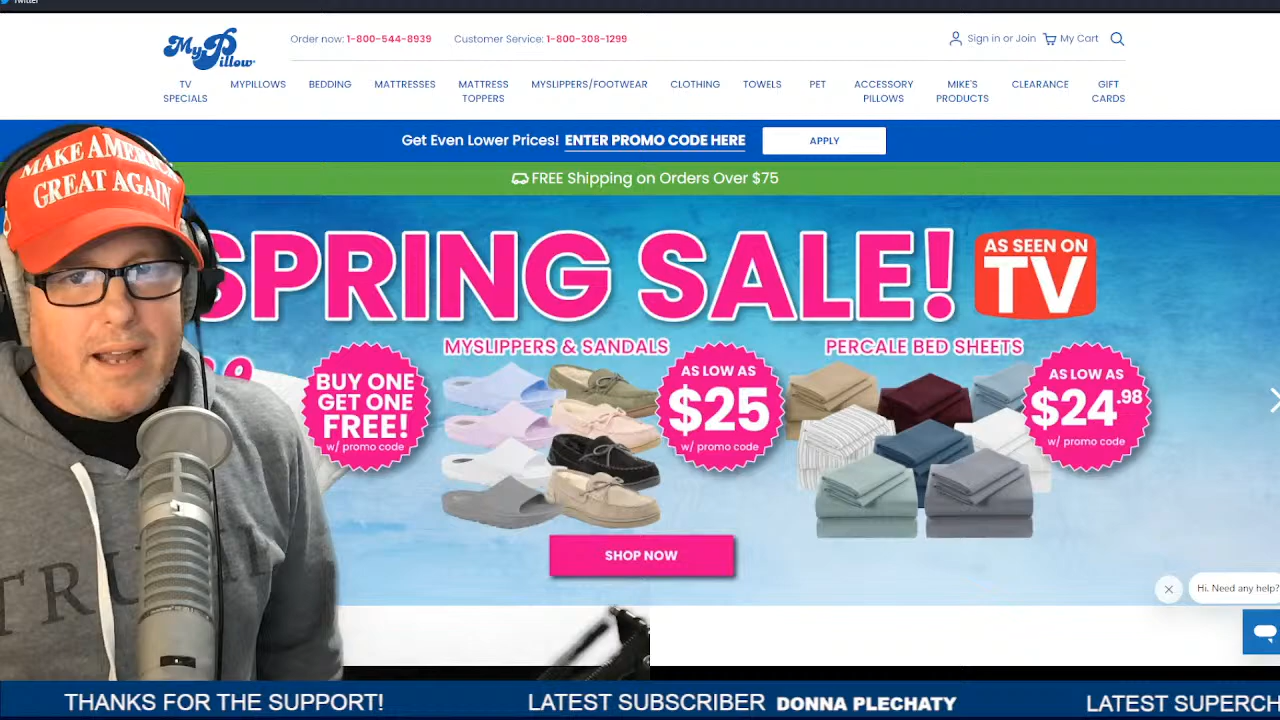 Twitter
MyPillow
Order now: 1-800-544-8939
Customer Service: 1-800-308-1299
Sign in or Join
My Cart
TV SPECIALS
MYPILLOWS
BEDDING
MATTRESSES
MATTRESS TOPPERS
MYSLIPPERS/FOOTWEAR
CLOTHING
TOWELS
PET
ACCESSORY PILLOWS
MIKE'S PRODUCTS
CLEARANCE
GIFT CARDS
Get Even Lower Prices! ENTER PROMO CODE HERE
APPLY
FREE Shipping on Orders Over $75
MAKE AMERICA
GREAT AGAIN
SPRING SALE!
AS SEEN ON
TV
BUY ONE
GET ONE
FREE!
w/ promo code
MYSLIPPERS & SANDALS
AS LOW AS
$25
w/ promo code
PERCALE BED SHEETS
AS LOW AS
$24.98
w/ promo code
SHOP NOW
Hi. Need any help?
TRUMP
THANKS FOR THE SUPPORT!
LATEST SUBSCRIBER DONNA PLECHATY
LATEST SUPERCH